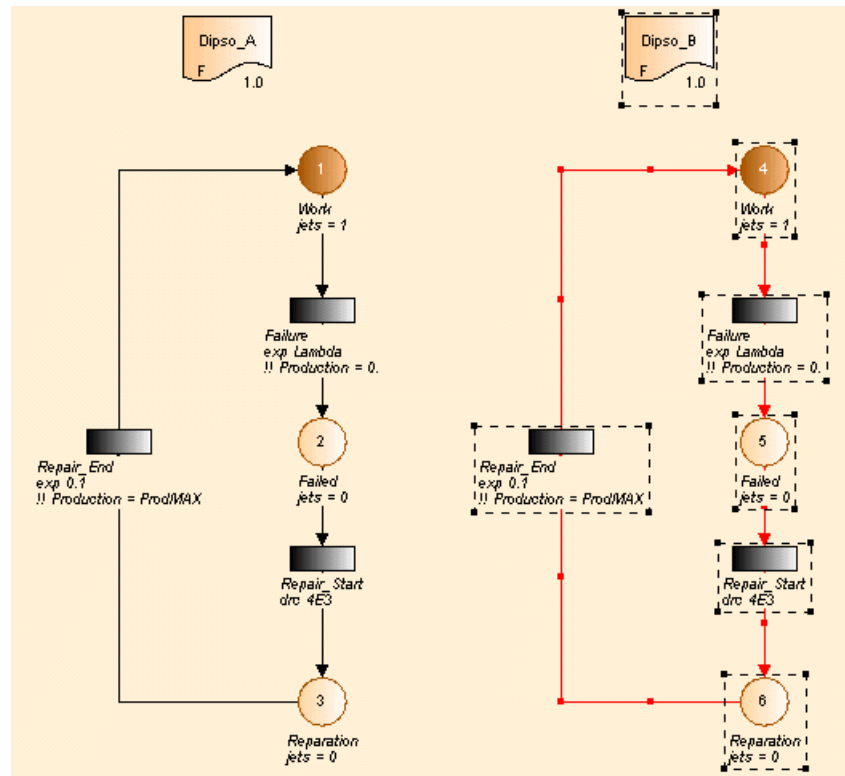 Dipso_A
F
1.0
1
Work
jets = 1
Failure
exp Lambda
!! Production = 0.
2
Failed
jets = 0
Repair_End
exp 0.1
!! Production = ProdMAX
Repair_Start
drc 4E3
3
Reparation
jets = 0
Dipso_B
F
1.0
4
Work
jets = 1
Failure
exp Lambda
!! Production = 0.
5
Failed
jets = 0
Repair_End
exp 0.1
!! Production = ProdMAX
Repair_Start
drc 4E3
6
Reparation
jets = 0